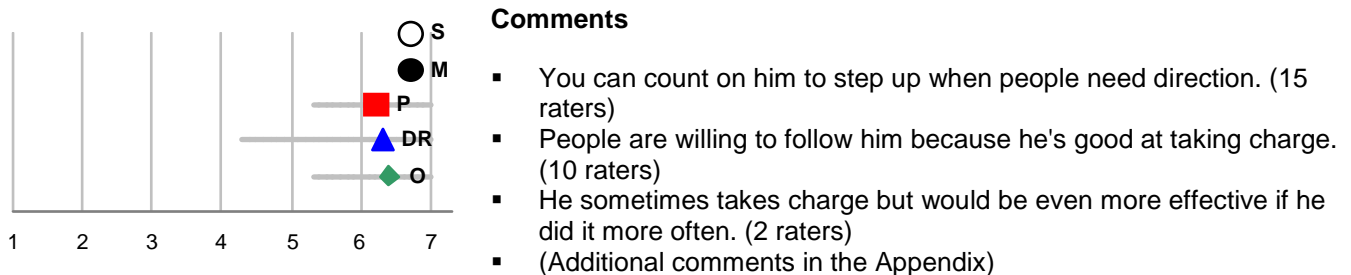 S
M
P
DR
O
1 2 3 4 5 6 7
Comments
▪ You can count on him to step up when people need direction. (15
raters)
▪ People are willing to follow him because he's good at taking charge.
(10 raters)
▪ He sometimes takes charge but would be even more effective if he
did it more often. (2 raters)
▪ (Additional comments in the Appendix)